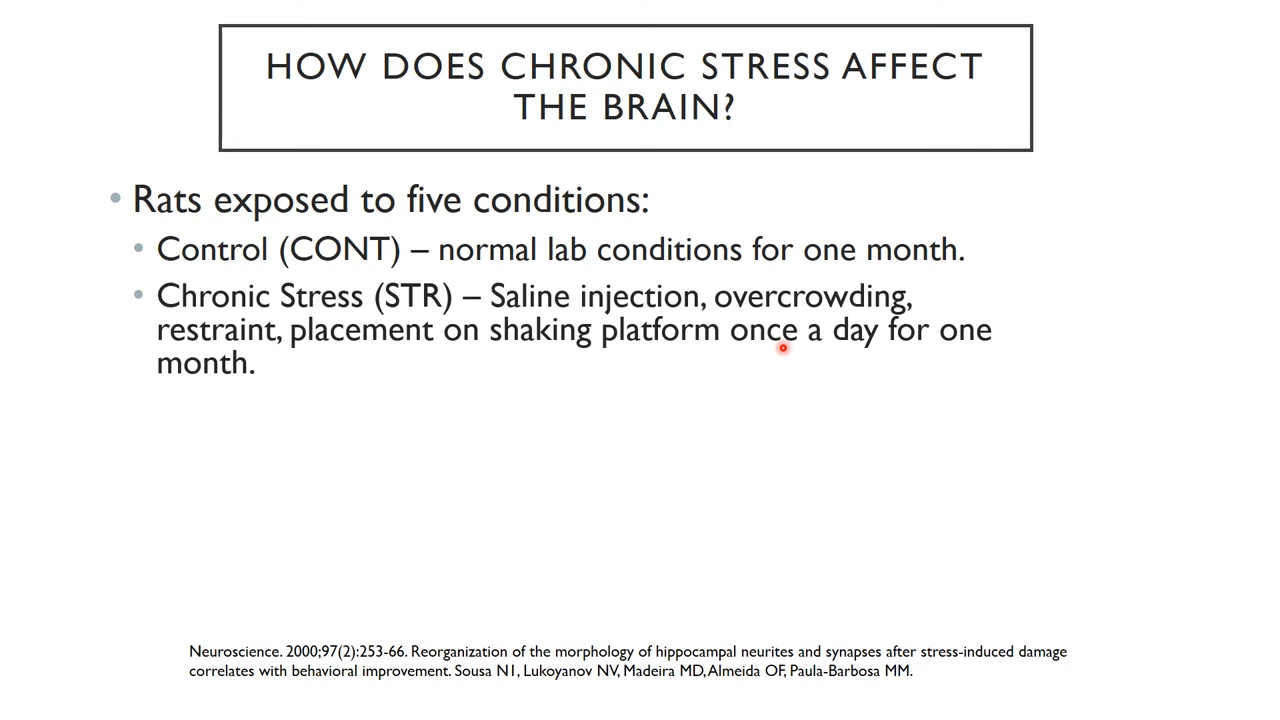 HOW DOES CHRONIC STRESS AFFECT
THE BRAIN?
• Rats exposed to five conditions:
• Control (CONT) – normal lab conditions for one month.
• Chronic Stress (STR) – Saline injection, overcrowding,
restraint, placement on shaking platform once a day for one
month.
Neuroscience. 2000;97(2):253-66. Reorganization of the morphology of hippocampal neurites and synapses after stress-induced damage
correlates with behavioral improvement. Sousa N1, Lukoyanov NV, Madeira MD, Almeida OF, Paula-Barbosa MM.